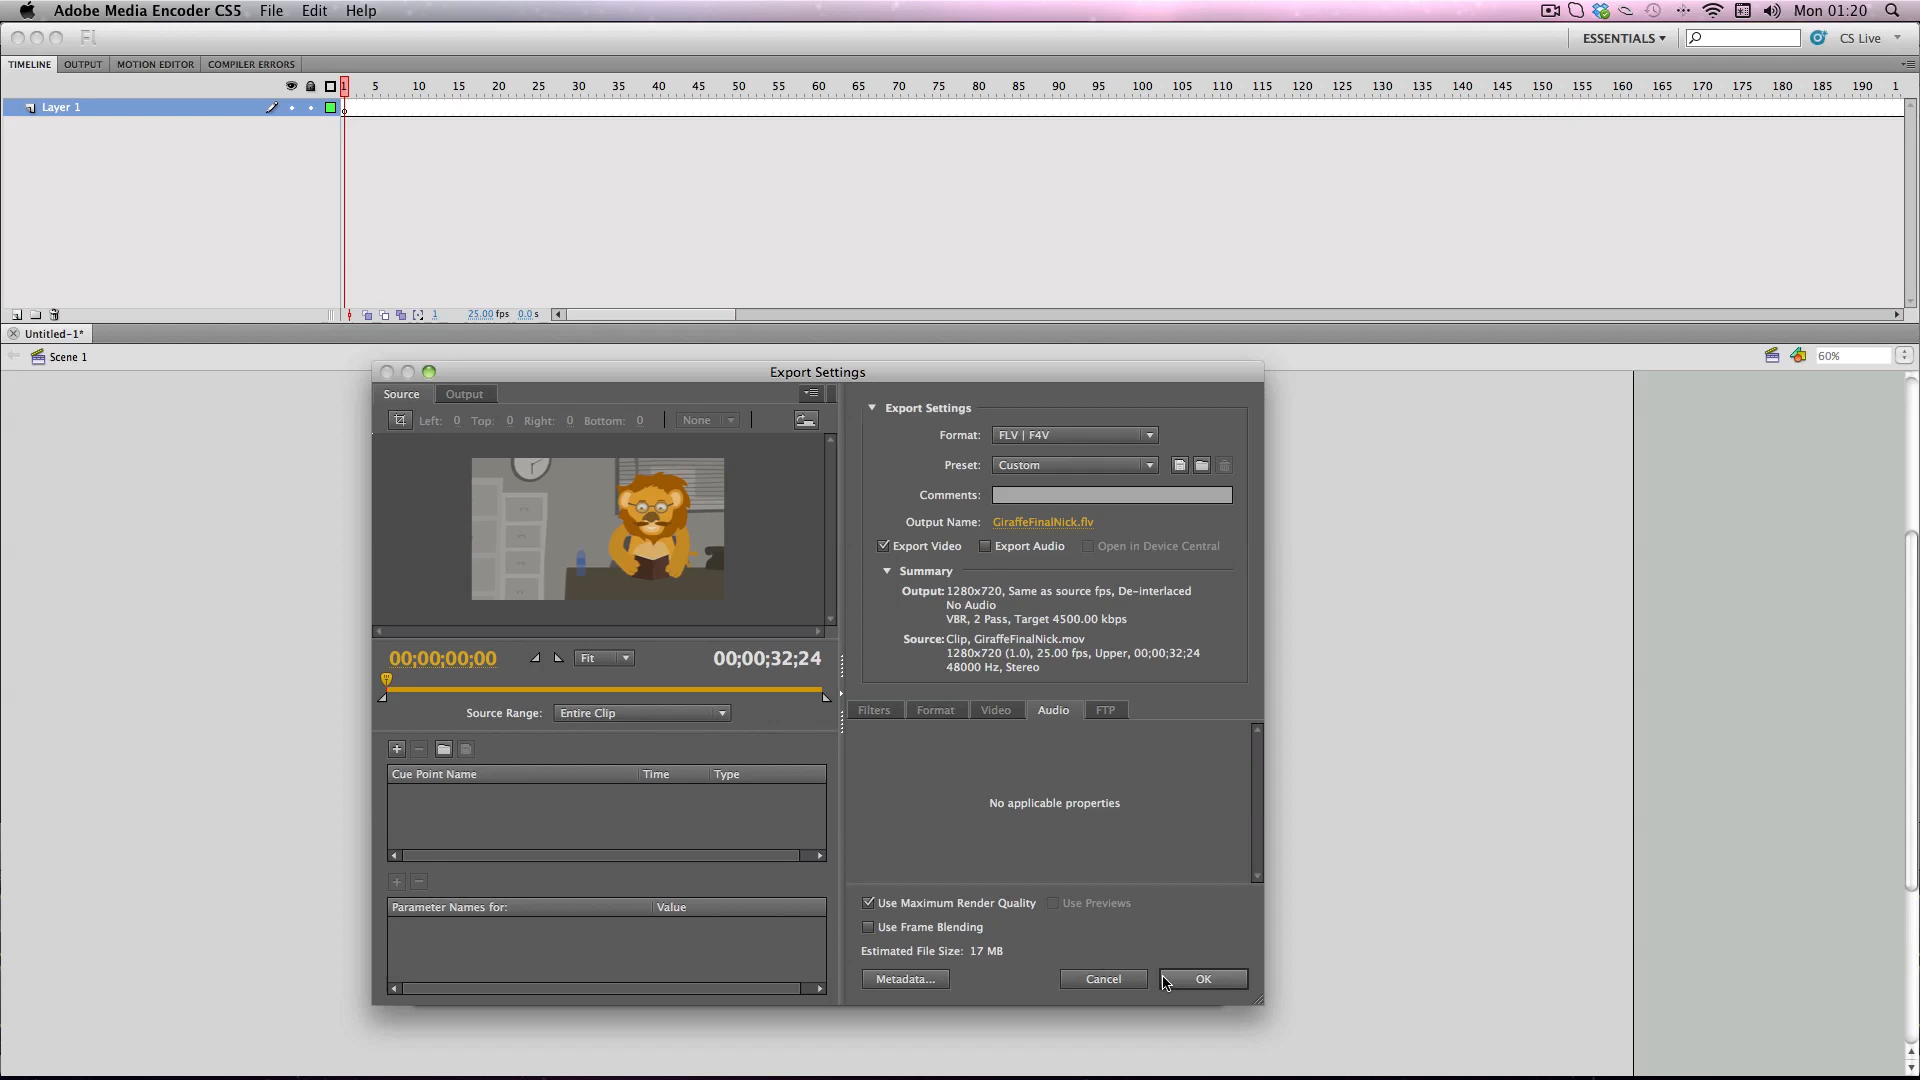 Adobe Media Encoder CS5 File Edit Help Mon 01:20
Fl ESSENTIALS CS Live
TIMELINE OUTPUT MOTION EDITOR COMPILER ERRORS
1 5 10 15 20 25 30 35 40 45 50 55 60 65 70 75 80 85 90 95 100 105 110 115 120 125 130 135 140 145 150 155 160 165 170 175 180 185 190 1
Layer 1
1 25.00 fps 0.0 s
Untitled-1*
Scene 1 60%
Export Settings
Source Output
Left: 0 Top: 0 Right: 0 Bottom: 0 None
00;00;00;00 Fit 00;00;32;24
Source Range: Entire Clip
Cue Point Name Time Type
Parameter Names for: Value
Export Settings
Format: FLV | F4V
Preset: Custom
Comments:
Output Name: GiraffeFinalNick.flv
Export Video Export Audio Open in Device Central
Summary
Output: 1280x720, Same as source fps, De-interlaced
No Audio
VBR, 2 Pass, Target 4500.00 kbps
Source: Clip, GiraffeFinalNick.mov
1280x720 (1.0), 25.00 fps, Upper, 00;00;32;24
48000 Hz, Stereo
Filters Format Video Audio FTP
No applicable properties
Use Maximum Render Quality Use Previews
Use Frame Blending
Estimated File Size: 17 MB
Metadata... Cancel OK